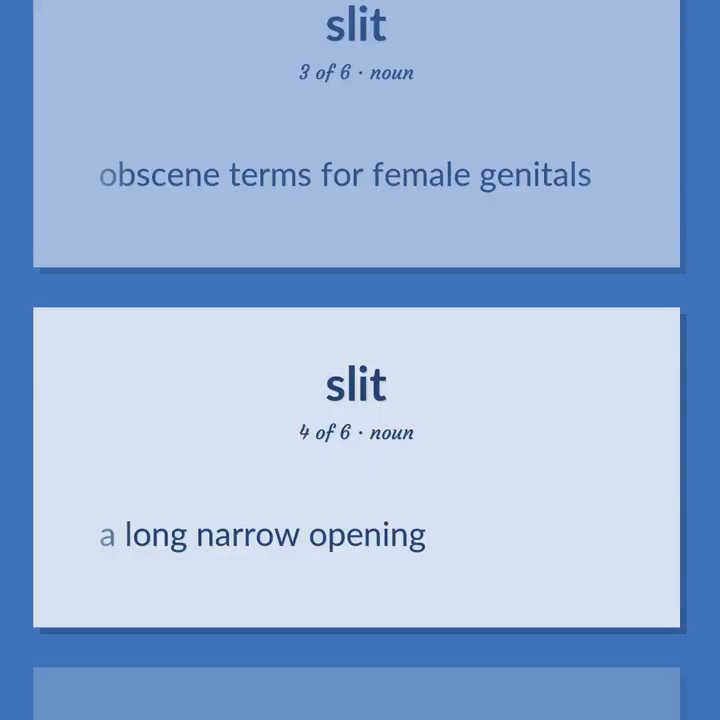 slit
3 of 6 · noun
obscene terms for female genitals
slit
4 of 6 · noun
a long narrow opening